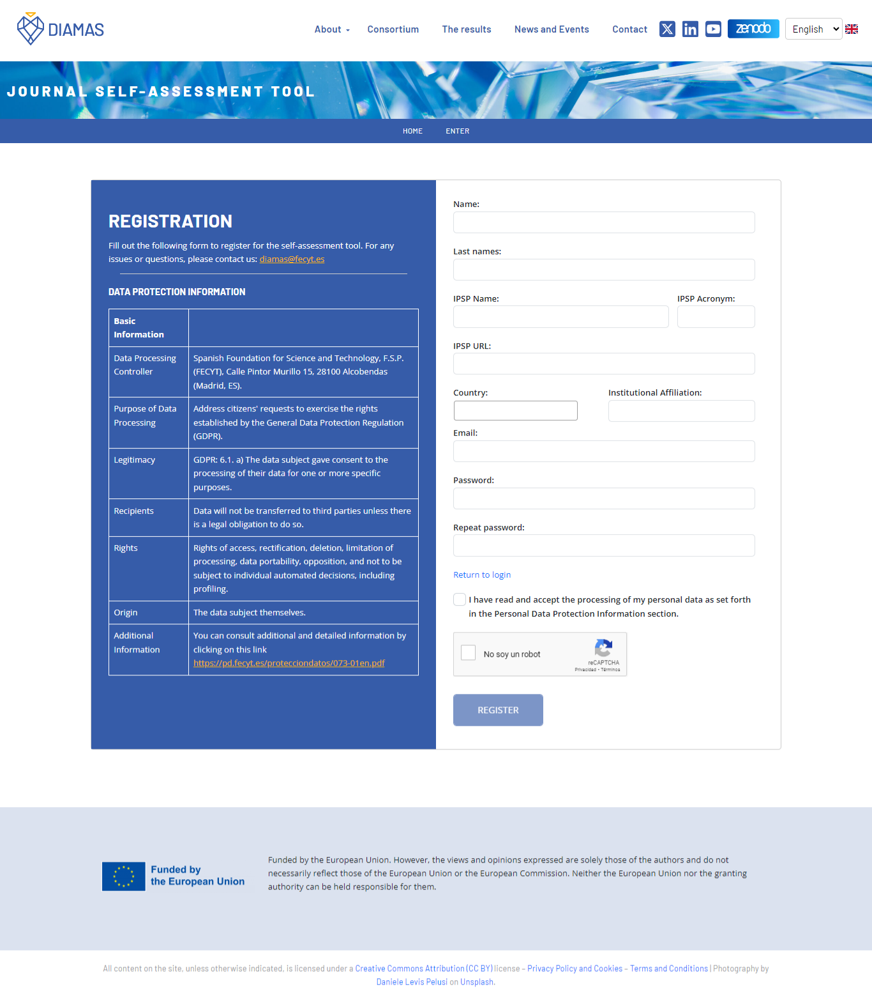 DIAMAS
About
Consortium
The results
News and Events
Contact
zenodo
English
JOURNAL SELF-ASSESSMENT TOOL
HOME
ENTER
REGISTRATION
Fill out the following form to register for the self-assessment tool. For any
issues or questions, please contact us: diamas@fecyt.es
DATA PROTECTION INFORMATION
Basic
Information
Data Processing
Controller
Spanish Foundation for Science and Technology, F.S.P.
(FECYT), Calle Pintor Murillo 15, 28100 Alcobendas
(Madrid, ES).
Purpose of Data
Processing
Address citizens' requests to exercise the rights
established by the General Data Protection Regulation
(GDPR).
Legitimacy
GDPR: 6.1. a) The data subject gave consent to the
processing of their data for one or more specific
purposes.
Recipients
Data will not be transferred to third parties unless there
is a legal obligation to do so.
Rights
Rights of access, rectification, deletion, limitation of
processing, data portability, opposition, and not to be
subject to individual automated decisions, including
profiling.
Origin
The data subject themselves.
Additional
Information
You can consult additional and detailed information by
clicking on this link
https://pd.fecyt.es/protecciondatos/073-01en.pdf
Name:
Last names:
IPSP Name:
IPSP Acronym:
IPSP URL:
Country:
Institutional Affiliation:
Email:
Password:
Repeat password:
Return to login
I have read and accept the processing of my personal data as set forth
in the Personal Data Protection Information section.
No soy un robot
reCAPTCHA
Privacidad - Términos
REGISTER
Funded by
the European Union
Funded by the European Union. However, the views and opinions expressed are solely those of the authors and do not
necessarily reflect those of the European Union or the European Commission. Neither the European Union nor the granting
authority can be held responsible for them.
All content on the site, unless otherwise indicated, is licensed under a Creative Commons Attribution (CC BY) license – Privacy Policy and Cookies – Terms and Conditions | Photography by
Daniele Levis Pelusi on Unsplash.